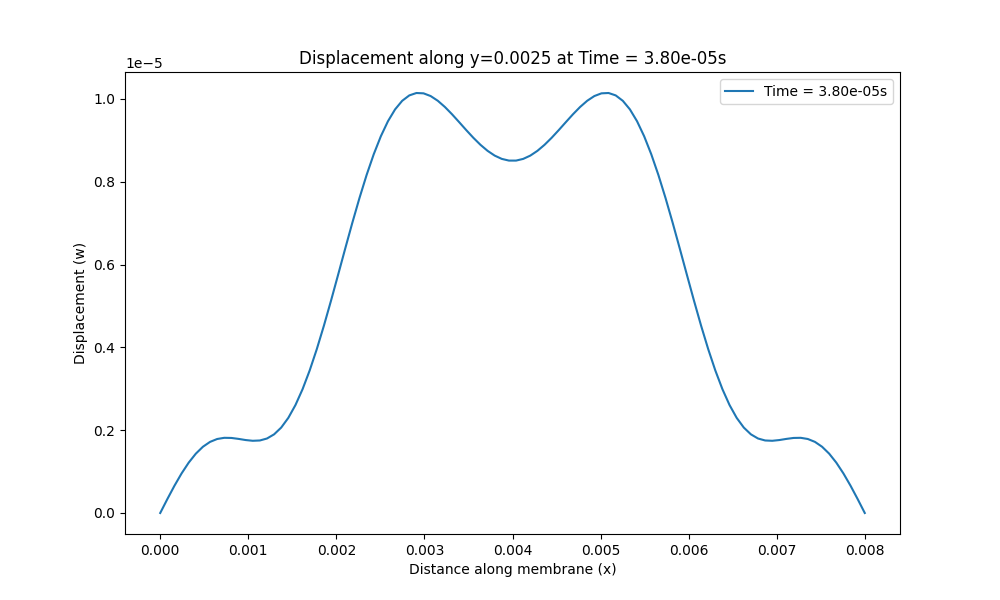 Displacement along y=0.0025 at Time = 3.80e-05s
1e−5
Time = 3.80e-05s
1.0
0.8
0.6
0.4
0.2
0.0
Displacement (w)
0.000 0.001 0.002 0.003 0.004 0.005 0.006 0.007 0.008
Distance along membrane (x)